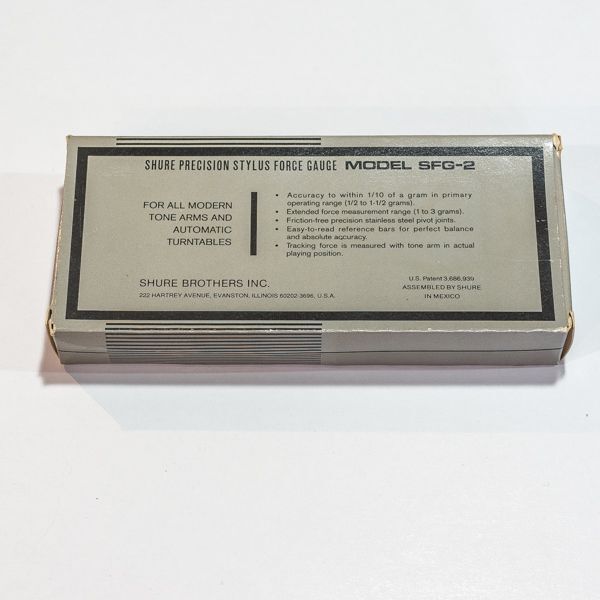 SHURE PRECISION STYLUS FORCE GAUGE MODEL SFG-2
FOR ALL MODERN
TONE ARMS AND
AUTOMATIC
TURNTABLES
• Accuracy to within 1/10 of a gram in primary
operating range (1/2 to 1-1/2 grams).
• Extended force measurement range (1 to 3 grams).
• Friction-free precision stainless steel pivot joints.
• Easy-to-read reference bars for perfect balance
and absolute accuracy.
• Tracking force is measured with tone arm in actual
playing position.
SHURE BROTHERS INC.
222 HARTREY AVENUE, EVANSTON, ILLINOIS 60202-3696, U.S.A.
U.S. Patent 3,686,939
ASSEMBLED BY SHURE
IN MEXICO